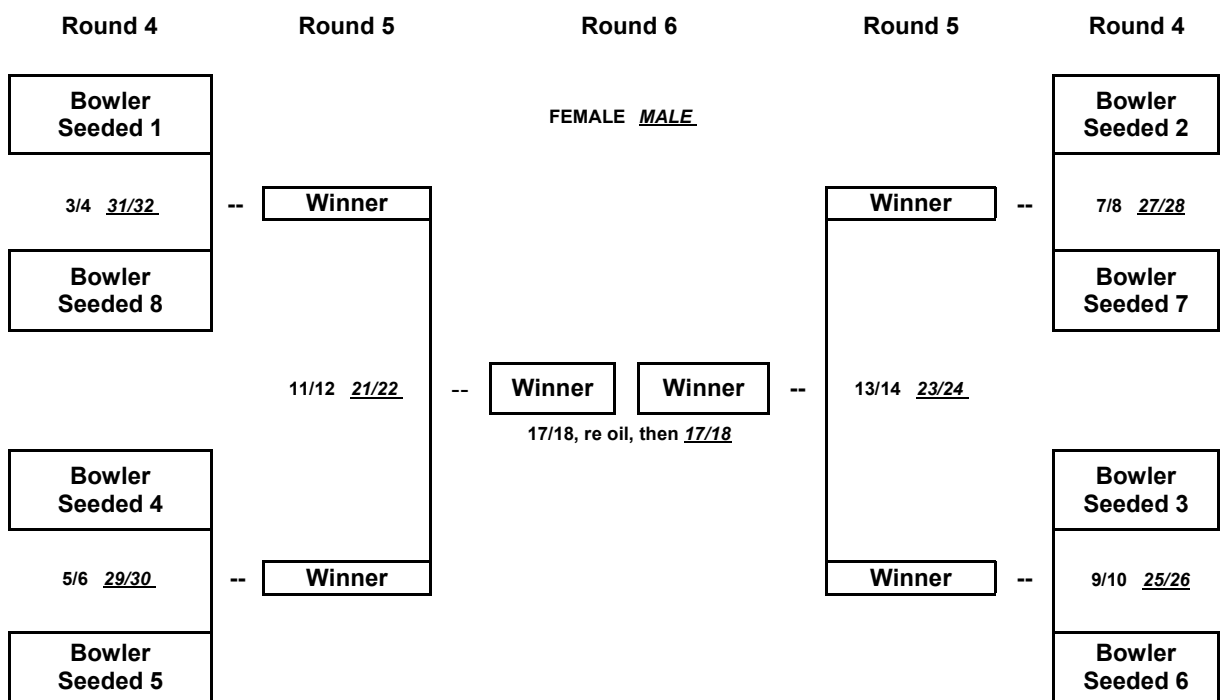 Round 4 Round 5 Round 6 Round 5 Round 4
Bowler
Seeded 1
FEMALE MALE
Bowler
Seeded 2
3/4 31/32 -- Winner
Winner -- 7/8 27/28
Bowler
Seeded 8
Bowler
Seeded 7
11/12 21/22 -- Winner Winner -- 13/14 23/24
17/18, re oil, then 17/18
Bowler
Seeded 4
Bowler
Seeded 3
5/6 29/30 -- Winner
Winner -- 9/10 25/26
Bowler
Seeded 5
Bowler
Seeded 6